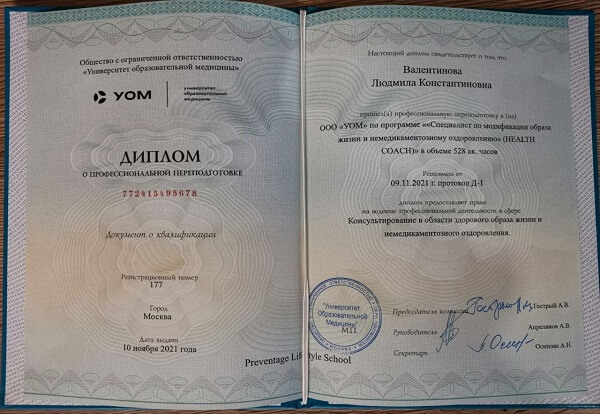 Общество с ограниченной ответственностью
«Университет образовательной медицины»
УОМ
университет
образовательной
медицины
ДИПЛОМ
О ПРОФЕССИОНАЛЬНОЙ ПЕРЕПОДГОТОВКЕ
772415495678
Документ о квалификации
Регистрационный номер
177
Город
Москва
Дата выдачи
10 ноября 2021 года
Preventage Lifestyle School
Настоящий диплом свидетельствует о том, что
Валентинова
Людмила Константиновна
прошел(а) профессиональную переподготовку в (на)
ООО «УОМ» по программе ««Специалист по модификации образа
жизни и немедикаментозному оздоровлению» (HEALTH
COACH)» в объеме 528 ак. часов
Решением от
09.11.2021 г. протокол Д-1
диплом предоставляет право
на ведение профессиональной деятельности в сфере
Консультирование в области здорового образа жизни и
немедикаментозного оздоровления.
"Университет
Образовательной
Медицины"
М.П.
Председатель комиссии Гострый А.В.
Руководитель Апресиков А.В.
Секретарь Осипова А.Н.